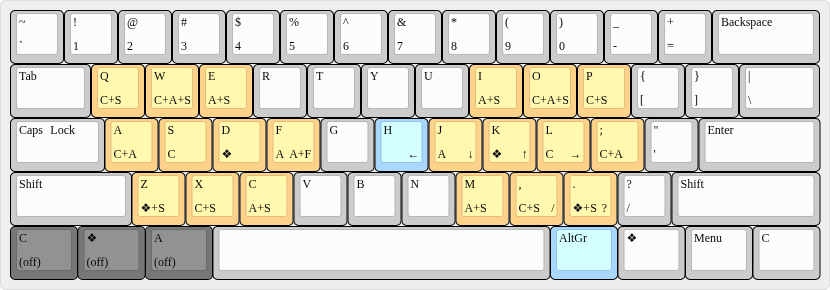 ~ ! @ # $ % ^ & * ( ) _ + Backspace
` 1 2 3 4 5 6 7 8 9 0 - =
Tab Q W E R T Y U I O P { } |
C+S C+A+S A+S A+S C+A+S C+S [ ] \
Caps Lock A S D F G H J K L ; " Enter
C+A C ❖ A A+F ← A ↓ ❖ ↑ C → C+A '
Shift Z X C V B N M , . ? Shift
❖+S C+S A+S A+S C+S / ❖+S ? /
C ❖ A AltGr ❖ Menu C
(off) (off) (off)